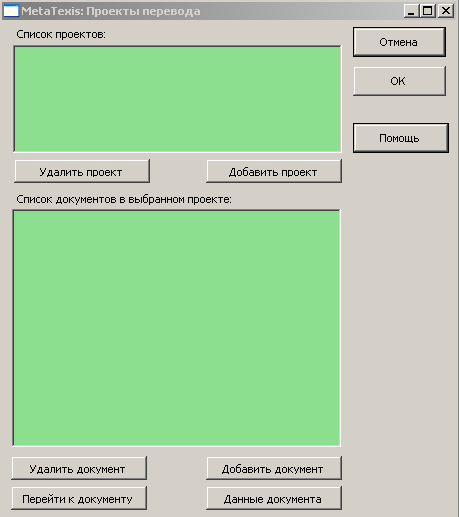 MetaTexis: Проекты перевода
Список проектов:
Отмена
OK
Помощь
Удалить проект
Добавить проект
Список документов в выбранном проекте:
Удалить документ
Добавить документ
Перейти к документу
Данные документа